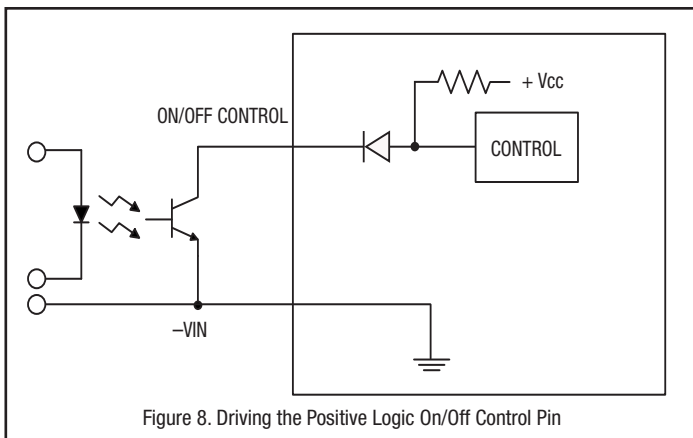 + Vcc
ON/OFF CONTROL
CONTROL
–VIN
Figure 8. Driving the Positive Logic On/Off Control Pin